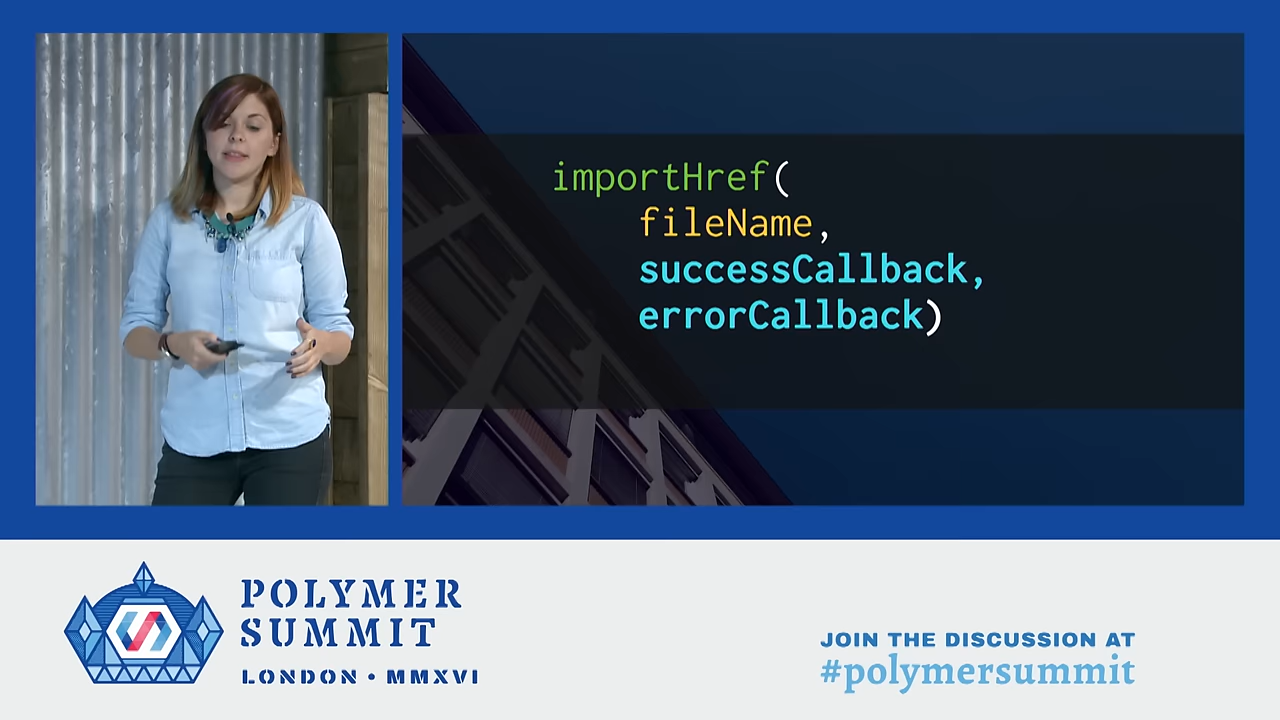 importHref(
fileName,
successCallback,
errorCallback)
POLYMER
SUMMIT
LONDON • MMXVI
JOIN THE DISCUSSION AT
#polymersummit